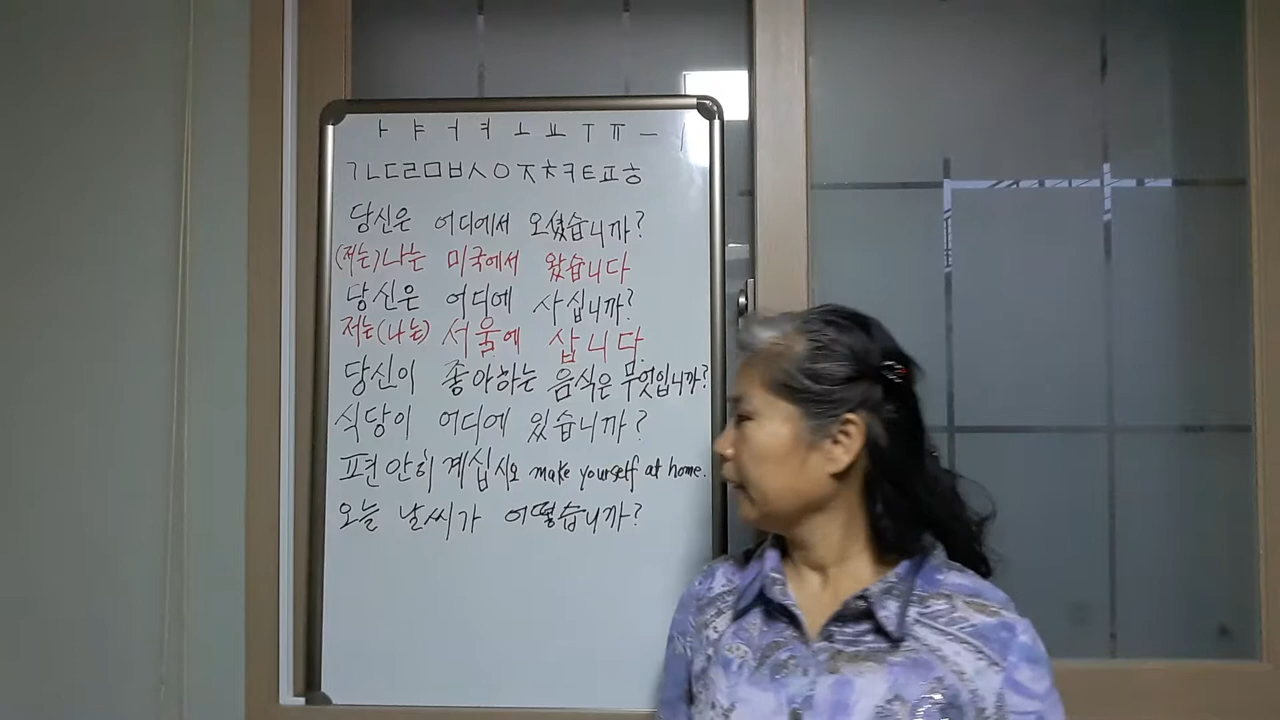 ㅏ ㅑ ㅓ ㅕ ㅗ ㅛ ㅜ ㅠ ㅡ ㅣ
ㄱㄴㄷㄹㅁㅂㅅㅇㅈㅊㅋㅌㅍㅎ
당신은 어디에서 오셨습니까?
(저는)나는 미국에서 왔습니다
당신은 어디에 사십니까?
저는(나는) 서울에 삽니다.
당신이 좋아하는 음식은 무엇입니까?
식당이 어디에 있습니까?
편안히 계십시오 make yourself at home.
오늘 날씨가 어떻습니까?